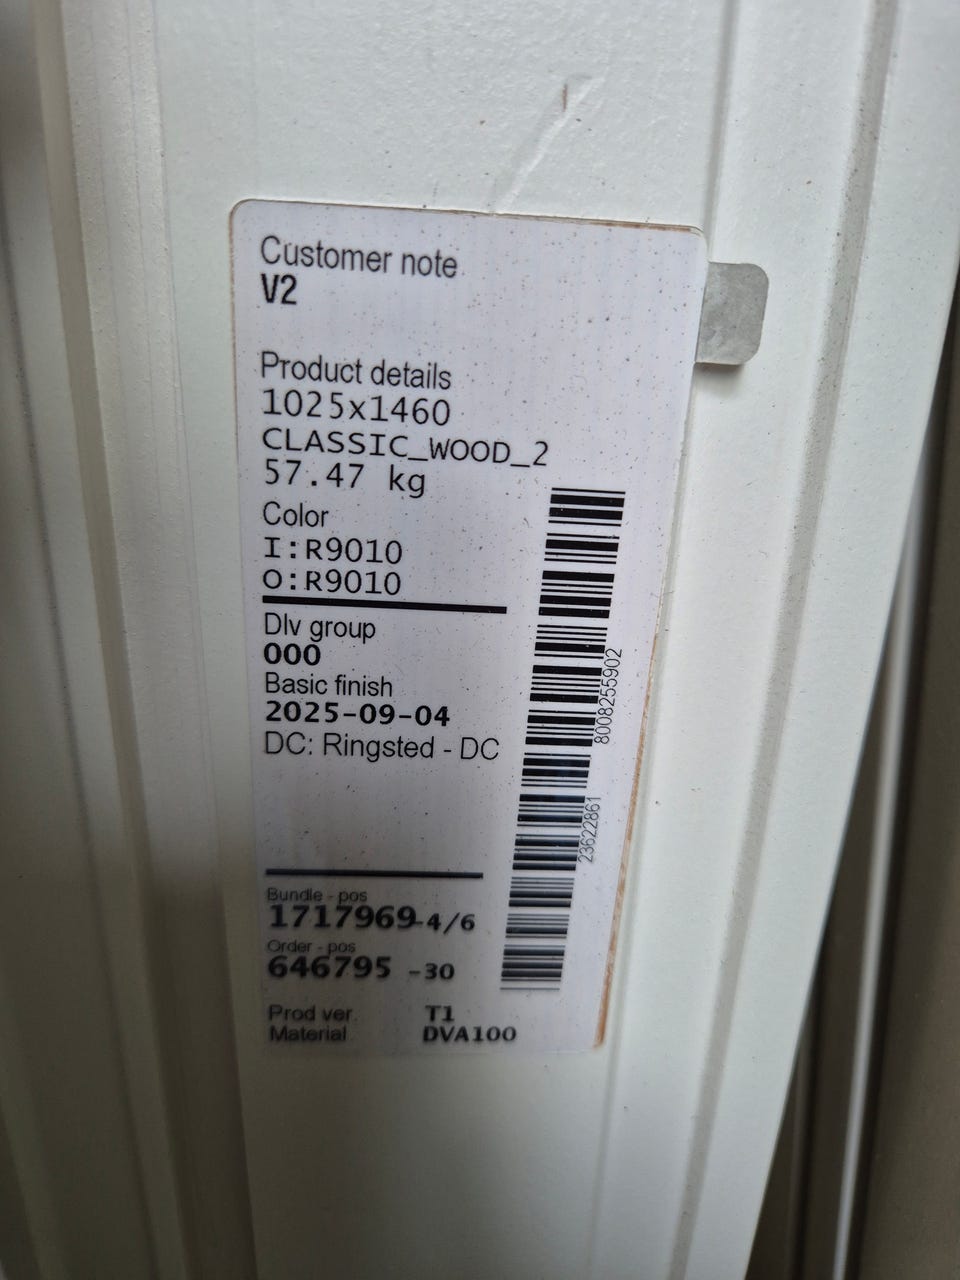 Customer note
V2
Product details
1025x1460
CLASSIC_WOOD_2
57.47 kg
Color
I:R9010
O:R9010
Dlv group
000
Basic finish
2025-09-04
DC: Ringsted - DC
8008255902
23622861
Bundle - pos
1717969-4/6
Order - pos
646795 -30
Prod ver. T1
Material DVA100